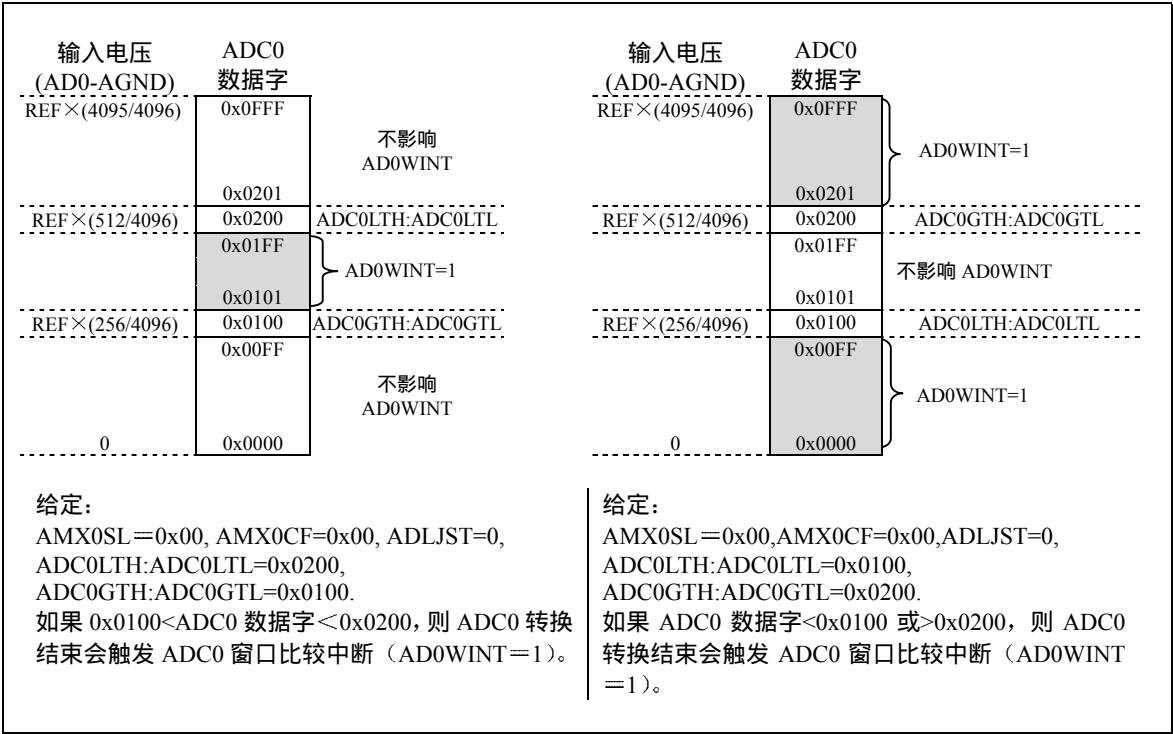 输入电压
(AD0-AGND)
ADC0
数据字
REF×(4095/4096)
0x0FFF
不影响
AD0WINT
0x0201
REF×(512/4096)
0x0200
ADC0LTH:ADC0LTL
0x01FF
AD0WINT=1
0x0101
REF×(256/4096)
0x0100
ADC0GTH:ADC0GTL
0x00FF
不影响
AD0WINT
0
0x0000
给定：
AMX0SL＝0x00, AMX0CF=0x00, ADLJST=0,
ADC0LTH:ADC0LTL=0x0200,
ADC0GTH:ADC0GTL=0x0100.
如果 0x0100<ADC0 数据字＜0x0200，则 ADC0 转换
结束会触发 ADC0 窗口比较中断（AD0WINT＝1）。
输入电压
(AD0-AGND)
ADC0
数据字
REF×(4095/4096)
0x0FFF
AD0WINT=1
0x0201
REF×(512/4096)
0x0200
ADC0GTH:ADC0GTL
0x01FF
不影响 AD0WINT
0x0101
REF×(256/4096)
0x0100
ADC0LTH:ADC0LTL
0x00FF
AD0WINT=1
0
0x0000
给定：
AMX0SL＝0x00,AMX0CF=0x00,ADLJST=0,
ADC0LTH:ADC0LTL=0x0100,
ADC0GTH:ADC0GTL=0x0200.
如果 ADC0 数据字<0x0100 或>0x0200，则 ADC0
转换结束会触发 ADC0 窗口比较中断（AD0WINT
＝1）。